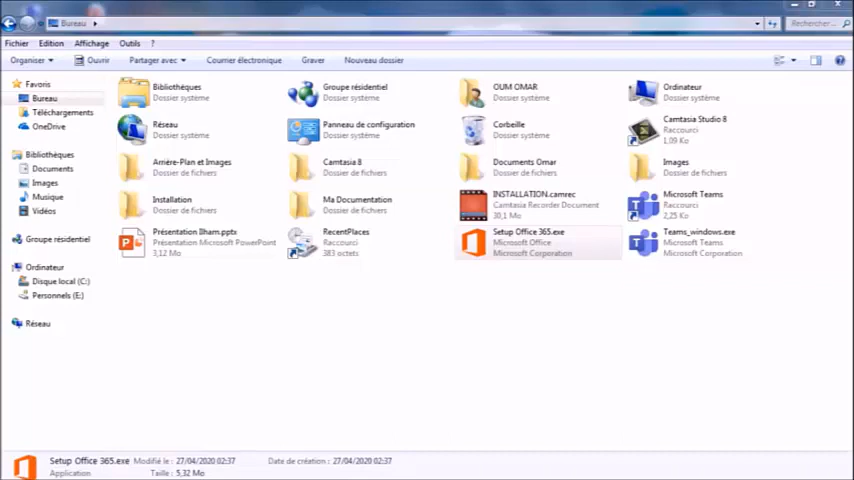 Bureau
Rechercher...
Fichier Edition Affichage Outils ?
Organiser Ouvrir Partager avec Courrier électronique Graver Nouveau dossier
Favoris
Bureau
Téléchargements
OneDrive
Bibliothèques
Documents
Images
Musique
Vidéos
Groupe résidentiel
Ordinateur
Disque local (C:)
Personnels (E:)
Réseau
Bibliothèques
Dossier système
Groupe résidentiel
Dossier système
OUM OMAR
Dossier système
Ordinateur
Dossier système
Réseau
Dossier système
Panneau de configuration
Dossier système
Corbeille
Dossier système
Camtasia Studio 8
Raccourci
1,09 Ko
Arrière-Plan et Images
Dossier de fichiers
Camtasia 8
Dossier de fichiers
Documents Omar
Dossier de fichiers
Images
Dossier de fichiers
Installation
Dossier de fichiers
Ma Documentation
Dossier de fichiers
INSTALLATION.camrec
Camtasia Recorder Document
30,1 Mo
Microsoft Teams
Raccourci
2,25 Ko
Présentation Ilham.pptx
Présentation Microsoft PowerPoint
3,12 Mo
RecentPlaces
Raccourci
383 octets
Setup Office 365.exe
Microsoft Office
Microsoft Corporation
Teams_windows.exe
Microsoft Teams
Microsoft Corporation
Setup Office 365.exe Modifié le : 27/04/2020 02:37 Date de création : 27/04/2020 02:37
Application Taille : 5,32 Mo